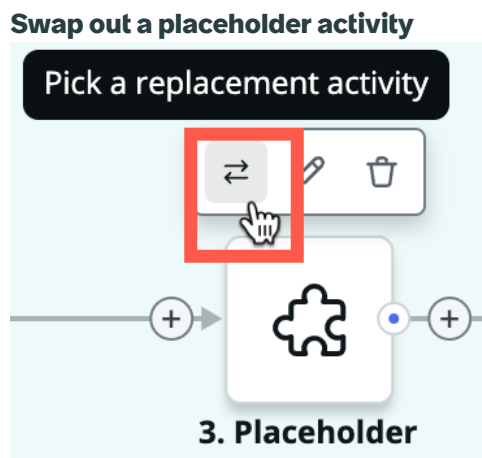 Swap out a placeholder activity
Pick a replacement activity
3. Placeholder